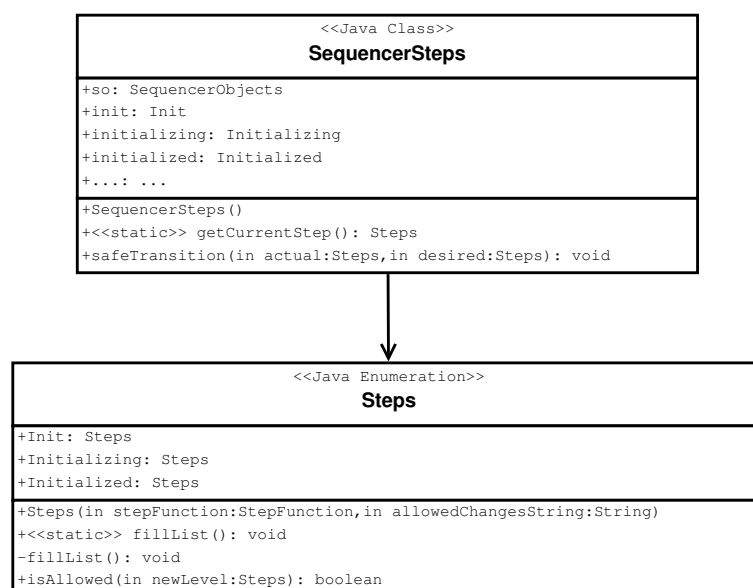 <<Java Class>>
SequencerSteps
+so: SequencerObjects
+init: Init
+initializing: Initializing
+initialized: Initialized
+...: ...
+SequencerSteps()
+<<static>> getCurrentStep(): Steps
+safeTransition(in actual:Steps,in desired:Steps): void
<<Java Enumeration>>
Steps
+Init: Steps
+Initializing: Steps
+Initialized: Steps
+Steps(in stepFunction:StepFunction,in allowedChangesString:String)
+<<static>> fillList(): void
-fillList(): void
+isAllowed(in newLevel:Steps): boolean